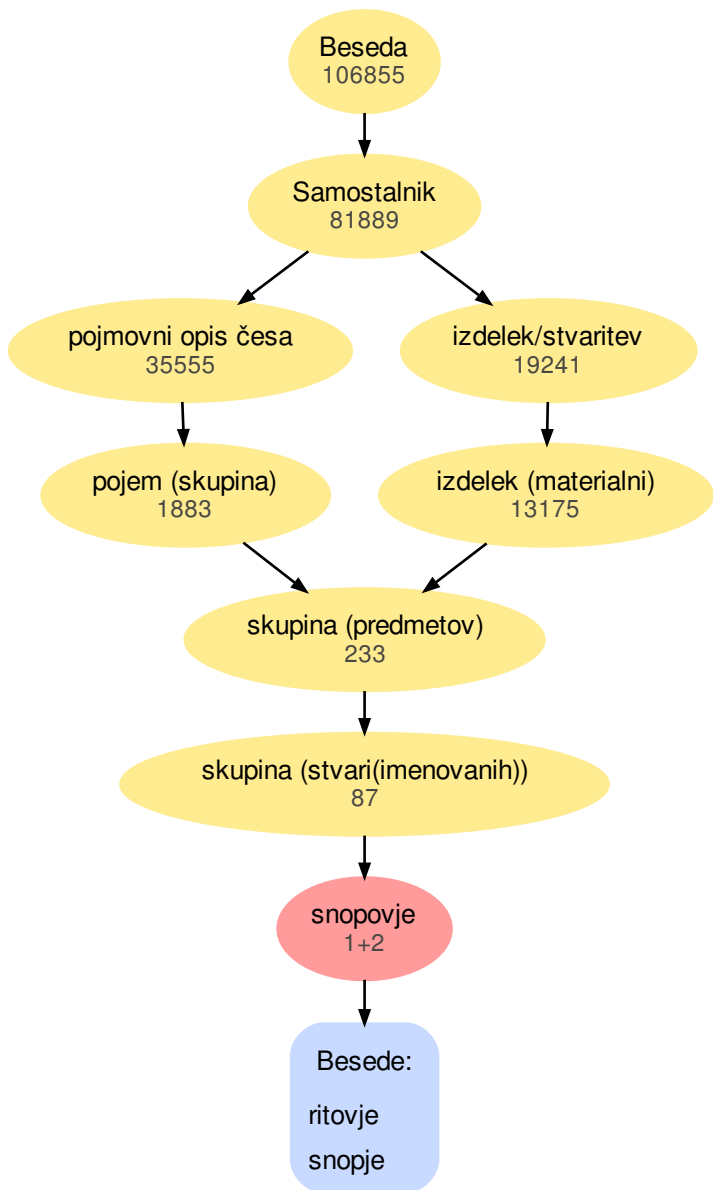 Beseda
106855
Samostalnik
81889
pojmovni opis česa
35555
izdelek/stvaritev
19241
pojem (skupina)
1883
izdelek (materialni)
13175
skupina (predmetov)
233
skupina (stvari(imenovanih))
87
snopovje
1+2
Besede:
ritovje
snopje